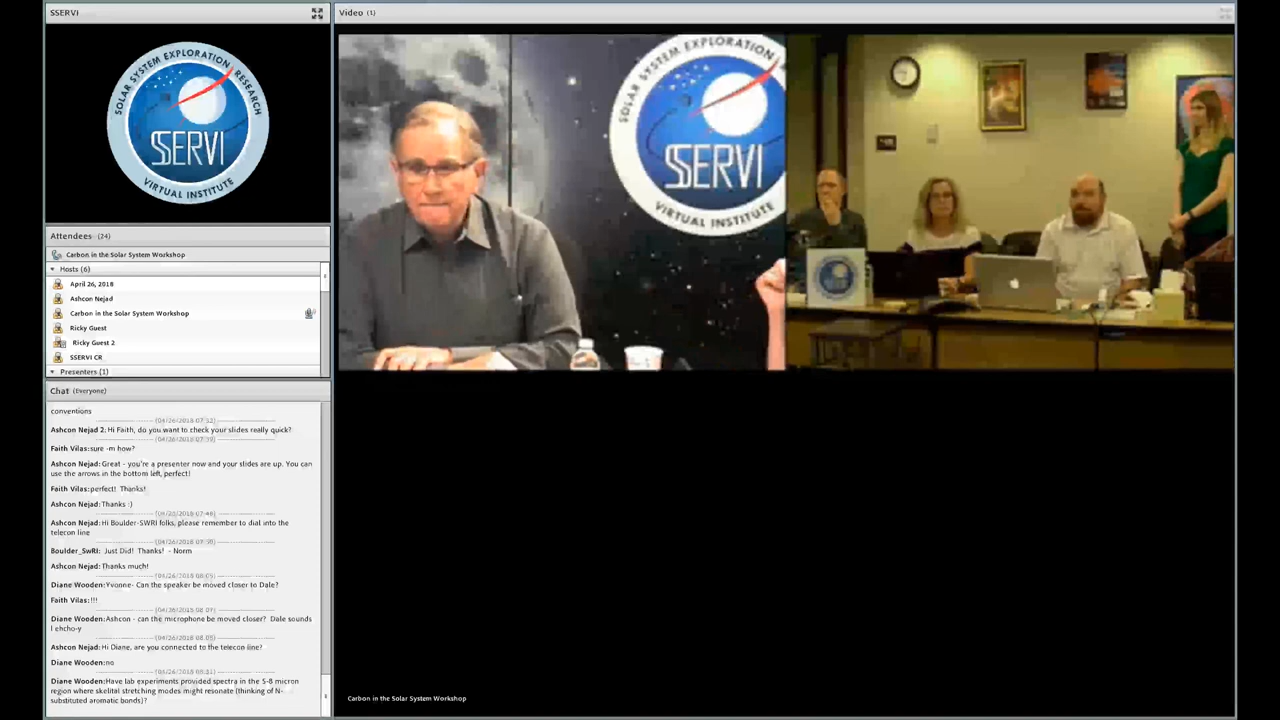 SSERVI
SOLAR SYSTEM EXPLORATION RESEARCH
SSERVI
VIRTUAL INSTITUTE
Attendees (24)
Carbon in the Solar System Workshop
Hosts (6)
April 26, 2018
Ashcon Nejad
Carbon in the Solar System Workshop
Ricky Guest
Ricky Guest 2
SSERVI CR
Presenters (1)
Chat (Everyone)
conventions
Ashcon Nejad 2: Hi Faith, do you want to check your slides really quick?
Faith Vilas: sure -m how?
Ashcon Nejad: Great - you're a presenter now and your slides are up. You can
use the arrows in the bottom left, perfect!
Faith Vilas: perfect! Thanks!
Ashcon Nejad: Thanks :)
Ashcon Nejad: Hi Boulder-SWRI folks, please remember to dial into the
telecon line
Boulder_SwRI: Just Did! Thanks! - Norm
Ashcon Nejad: Thanks much!
Diane Wooden: Yvonne- Can the speaker be moved closer to Dale?
Faith Vilas: !!!
Diane Wooden: Ashcon - can the microphone be moved closer? Dale sounds
l ehcho-y
Ashcon Nejad: Hi Diane, are you connected to the telecon line?
Diane Wooden: no
Diane Wooden: Have lab experiments provided spectra in the 5-8 micron
region where skelital stretching modes might resonate (thinking of N-
substituted aromatic bonds)?
Video (1)
SOLAR SYSTEM EXPLORATION
SSERVI
VIRTUAL INSTITUTE
Carbon in the Solar System Workshop